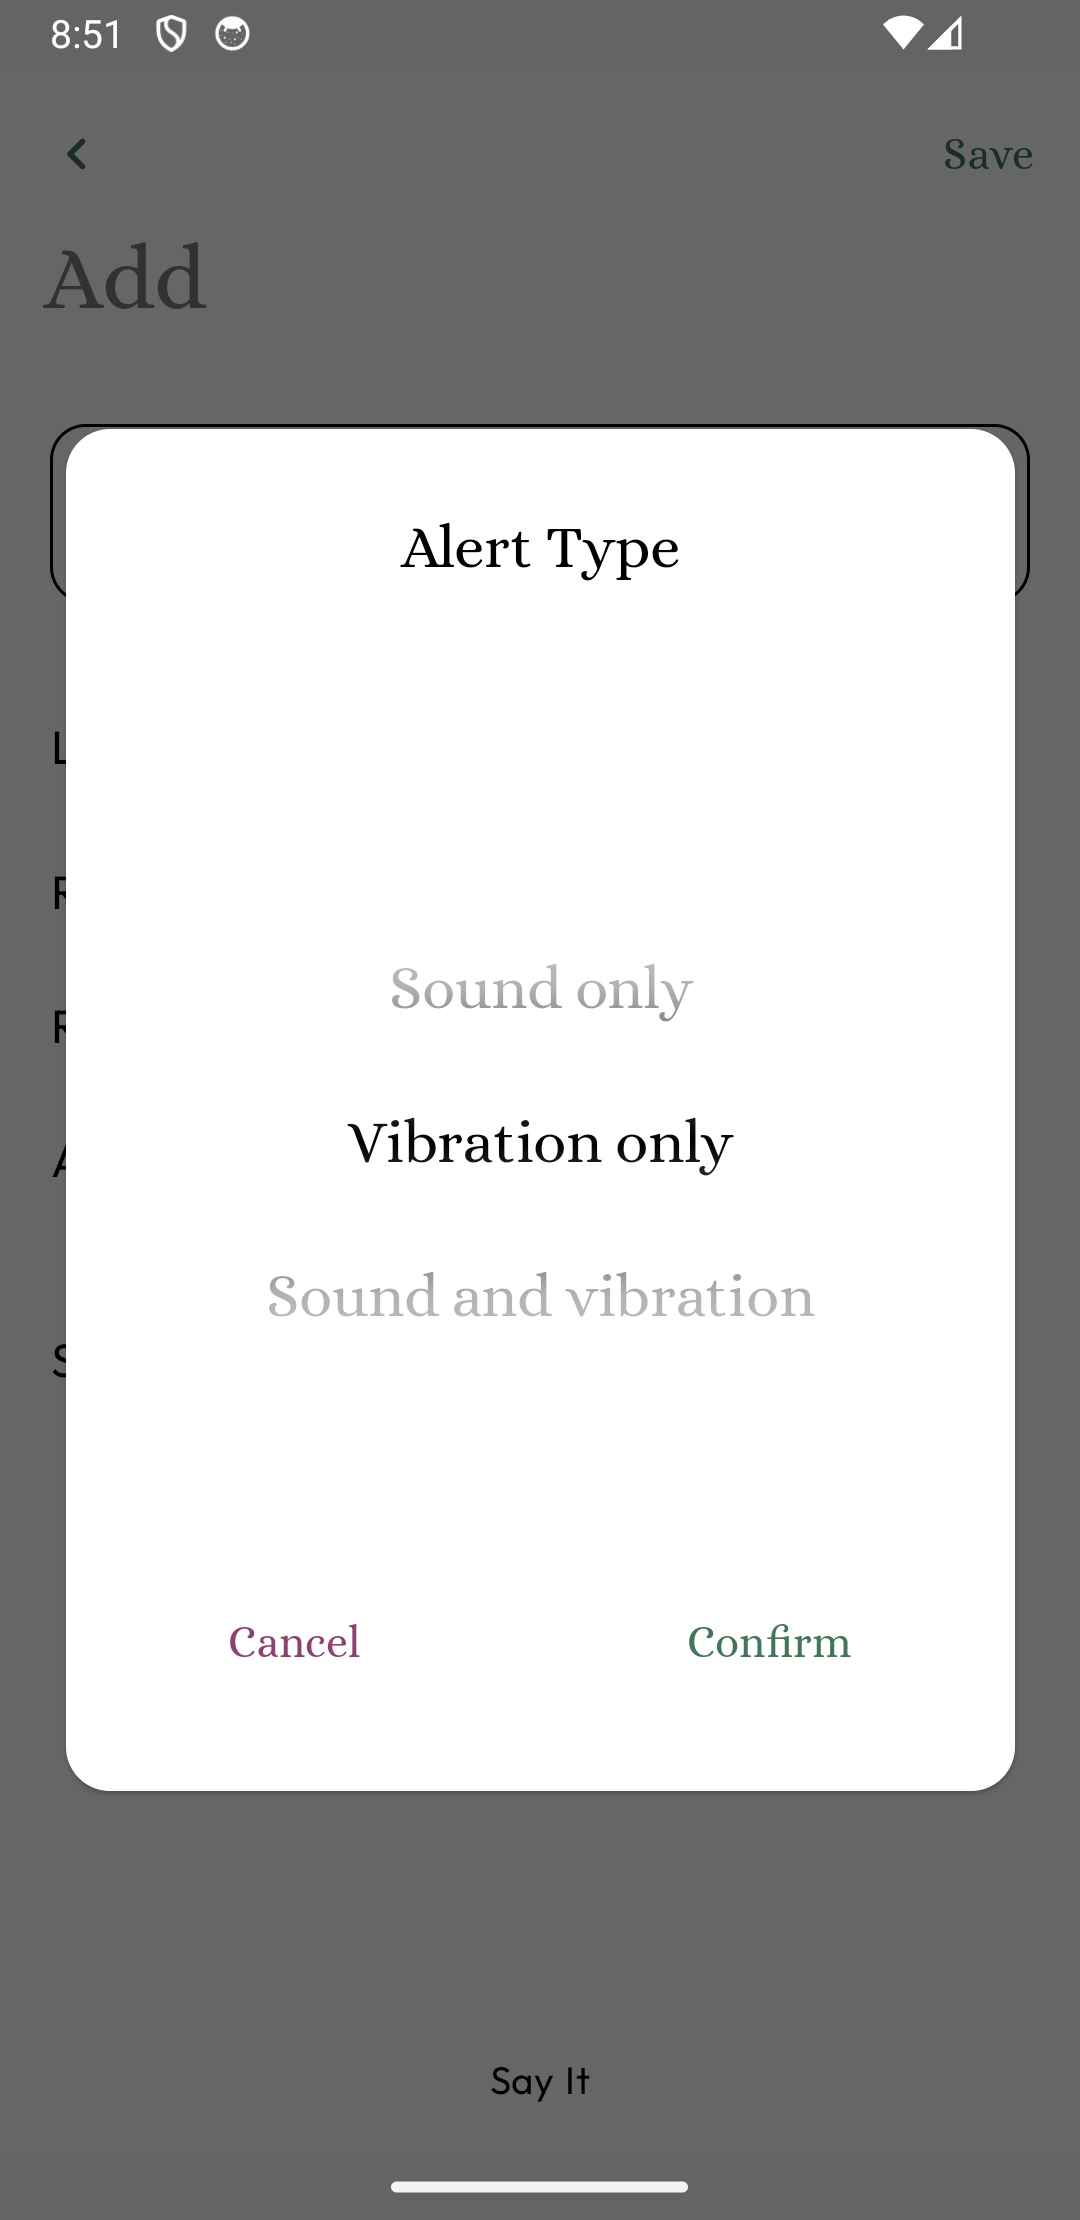 8:51
Save
Add
Alert Type
Sound only
Vibration only
Sound and vibration
Cancel
Confirm
Say It